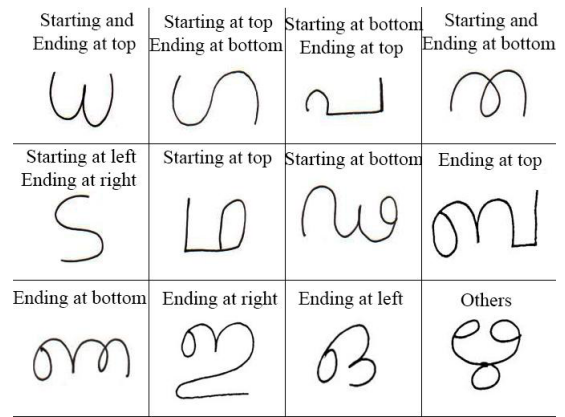 Starting and Ending at top
Starting at top Ending at bottom
Starting at bottom Ending at top
Starting and Ending at bottom
ധ
പ
ന
Starting at left Ending at right
Starting at top
Starting at bottom
Ending at top
ട
മ
ബ
Ending at bottom
Ending at right
Ending at left
Others
ണ